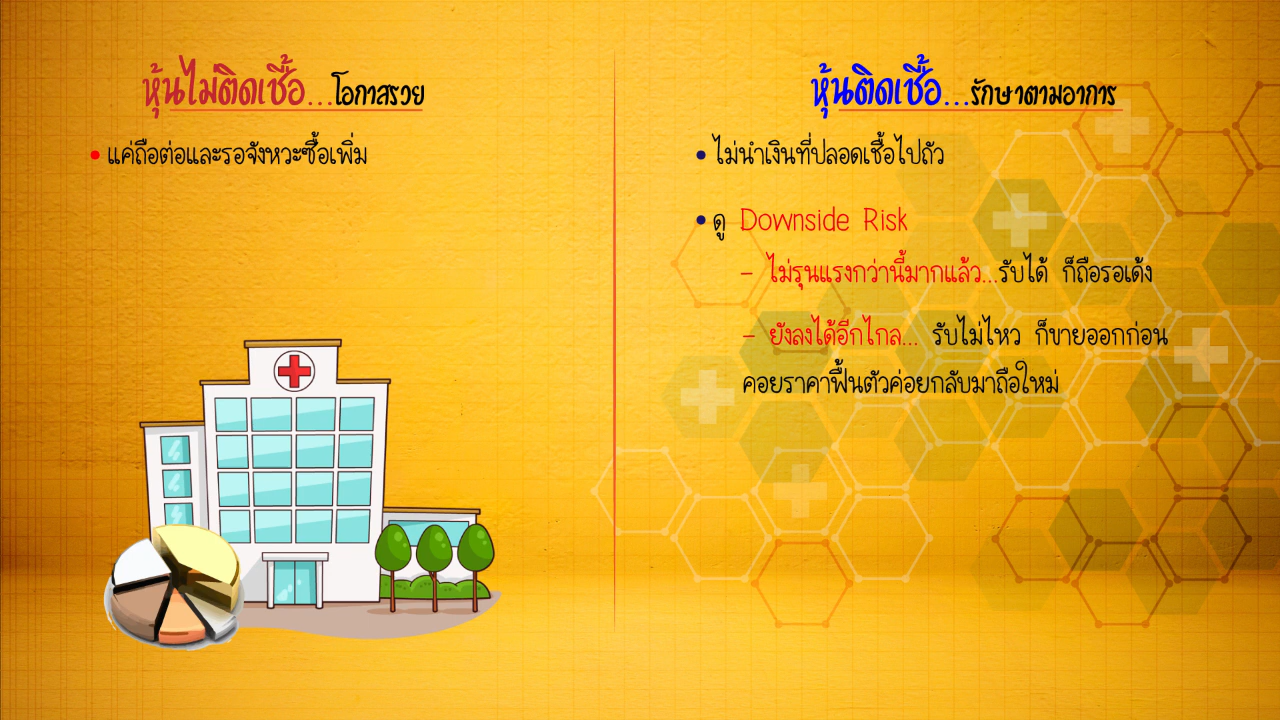 หุ้นไม่ติดเชื้อ...โอกาสรวย
• แค่ถือต่อและรอจังหวะซื้อเพิ่ม
หุ้นติดเชื้อ...รักษาตามอาการ
• ไม่นำเงินที่ปลอดเชื้อไปถัว
• ดู Downside Risk
- ไม่รุนแรงกว่านี้มากแล้ว...รับได้ ก็ถือรอเด้ง
- ยังลงได้อีกไกล... รับไม่ไหว ก็ขายออกก่อน
คอยราคาฟื้นตัวค่อยกลับมาถือใหม่